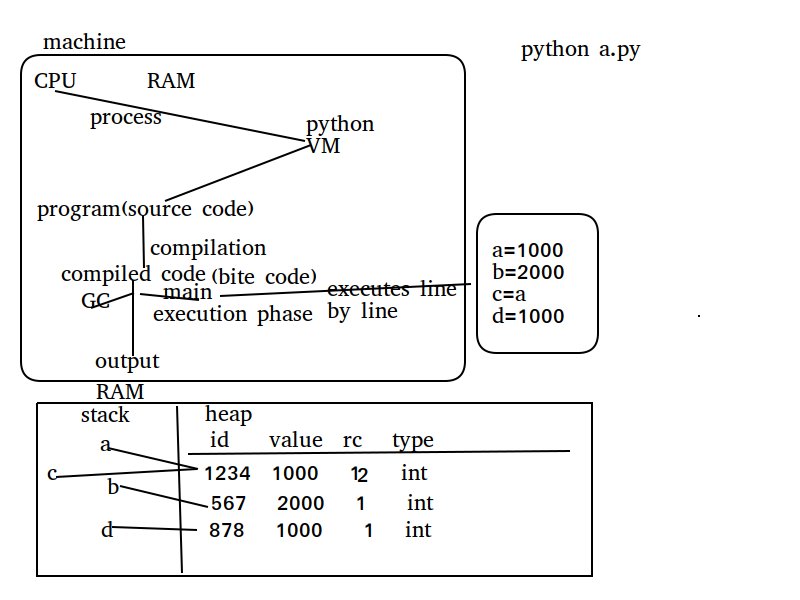 machine
python a.py
CPU RAM
process
python
VM
program(source code)
compilation
compiled code (bite code)
GC main
executes line
by line
execution phase
output
a=1000
b=2000
c=a
d=1000
RAM
stack heap
id value rc type
a
c 1234 1000 12 int
b 567 2000 1 int
d 878 1000 1 int